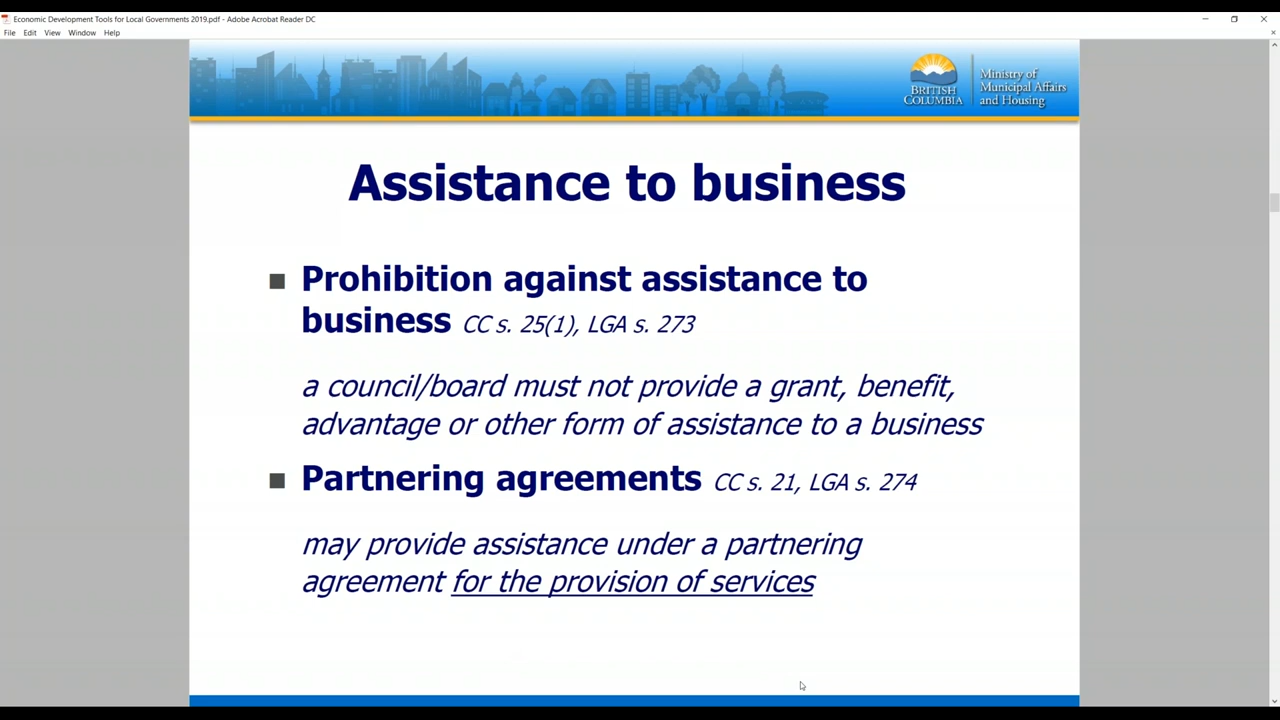 Economic Development Tools for Local Governments 2019.pdf - Adobe Acrobat Reader DC
File Edit View Window Help
BRITISH
COLUMBIA
Ministry of
Municipal Affairs
and Housing
Assistance to business
Prohibition against assistance to
business CC s. 25(1), LGA s. 273
a council/board must not provide a grant, benefit,
advantage or other form of assistance to a business
Partnering agreements CC s. 21, LGA s. 274
may provide assistance under a partnering
agreement for the provision of services